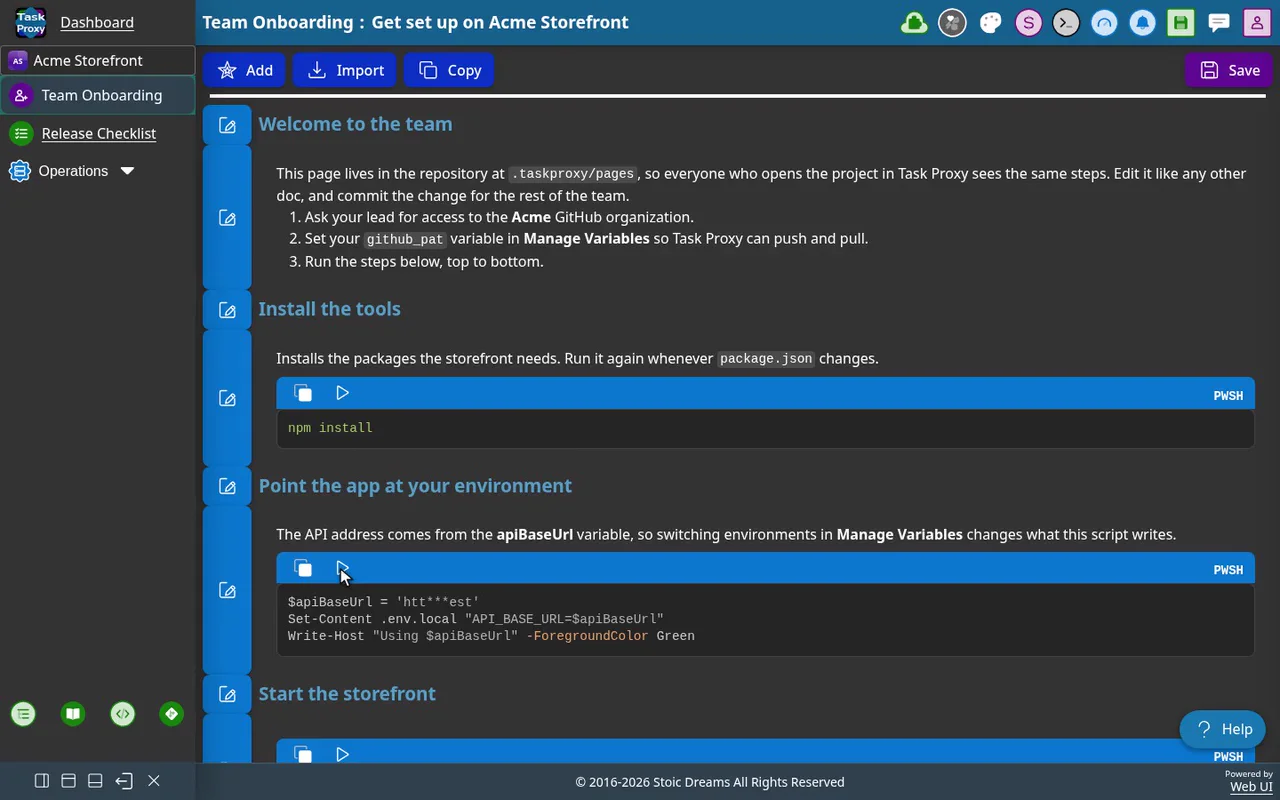 Task Proxy
Dashboard
Team Onboarding : Get set up on Acme Storefront
S
AS
Acme Storefront
Team Onboarding
Release Checklist
Operations
Add
Import
Copy
Save
Welcome to the team
This page lives in the repository at .taskproxy/pages, so everyone who opens the project in Task Proxy sees the same steps. Edit it like any other
doc, and commit the change for the rest of the team.
1. Ask your lead for access to the Acme GitHub organization.
2. Set your github_pat variable in Manage Variables so Task Proxy can push and pull.
3. Run the steps below, top to bottom.
Install the tools
Installs the packages the storefront needs. Run it again whenever package.json changes.
PWSH
npm install
Point the app at your environment
The API address comes from the apiBaseUrl variable, so switching environments in Manage Variables changes what this script writes.
PWSH
$apiBaseUrl = 'htt***est'
Set-Content .env.local "API_BASE_URL=$apiBaseUrl"
Write-Host "Using $apiBaseUrl" -ForegroundColor Green
Start the storefront
PWSH
Help
© 2016-2026 Stoic Dreams All Rights Reserved
Powered by
Web UI